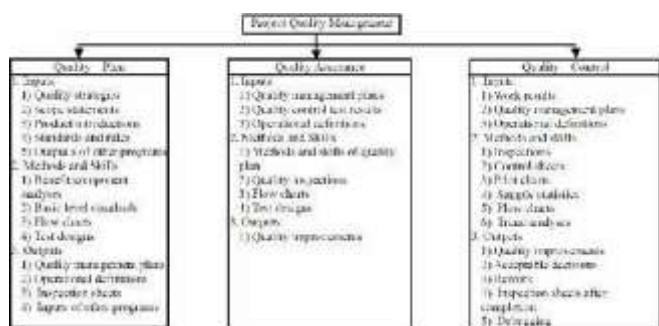 Project Quality Management
Quality Plan
1. Inputs
1) Quality strategies
2) Scope statements
3) Product introductions
4) Standards and rules
5) Outputs of other programs
2. Methods and Skills
1) Benefit/component
analyses
2) Basic level standards
3) Flow charts
4) Test designs
3. Outputs
1) Quality management plans
2) Operational definitions
3) Inspection sheets
4) Inputs of other programs
Quality Assurance
1. Inputs
1) Quality management plans
2) Quality control test results
3) Operational definitions
2. Methods and Skills
1) Methods and skills of quality
plan
2) Quality inspections
3) Flow charts
4) Test designs
3. Outputs
1) Quality improvements
Quality Control
1. Inputs
1) Work results
2) Quality management plans
3) Operational definitions
2. Methods and skills
1) Inspections
2) Control sheets
3) charts
4) Sample statistics
5) Flow charts
6) Trend analyses
3. Outputs
1) Quality improvements
2) Acceptable decisions
3) Rework
4) Inspection sheets after
completion
5) Debugging